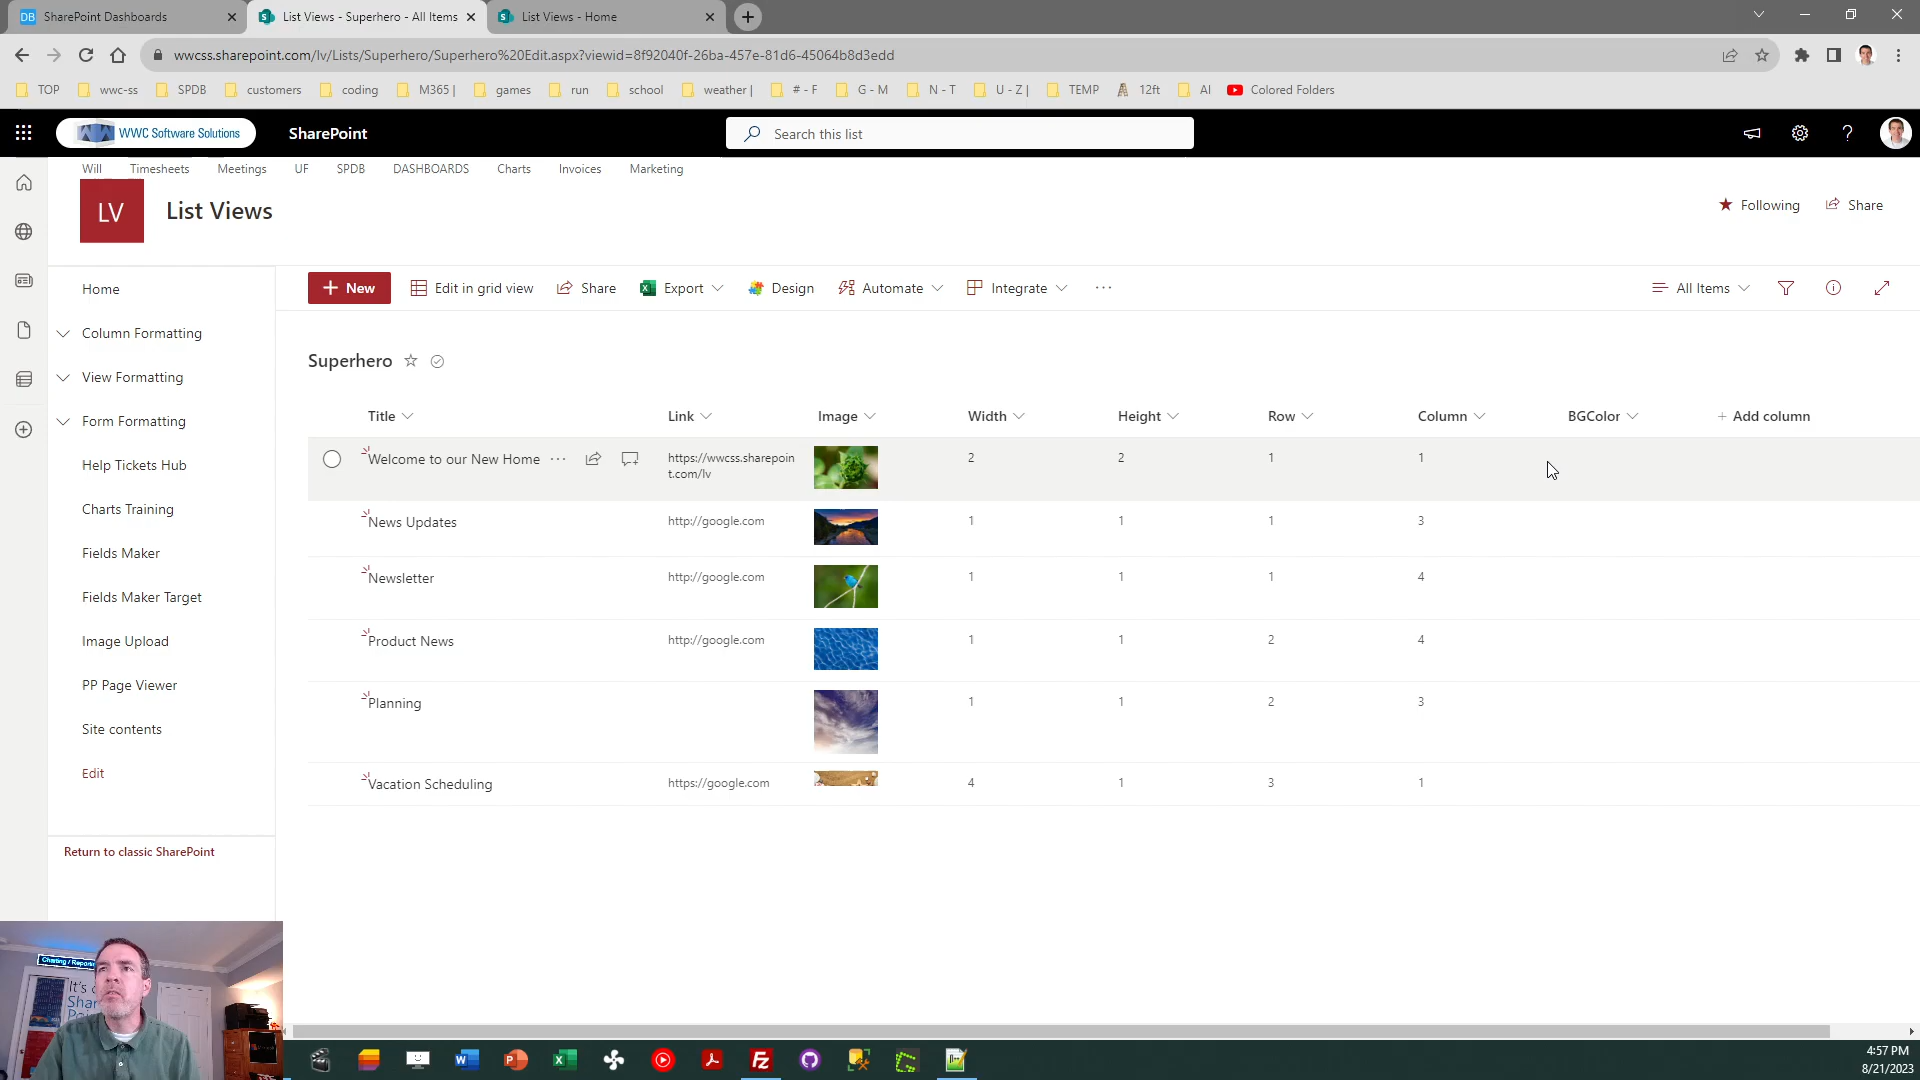 SharePoint Dashboards
List Views - Superhero - All Items
List Views - Home
wwcss.sharepoint.com/lv/Lists/Superhero/Superhero%20Edit.aspx?viewid=8f92040f-26ba-457e-81d6-45064b8d3edd
TOP wwc-ss SPDB customers coding M365 | games run school weather | # - F G - M N - T U - Z | TEMP 12ft AI Colored Folders
WWC Software Solutions SharePoint Search this list
Will Timesheets Meetings UF SPDB DASHBOARDS Charts Invoices Marketing
LV List Views
Following Share
Home
Column Formatting
View Formatting
Form Formatting
Help Tickets Hub
Charts Training
Fields Maker
Fields Maker Target
Image Upload
PP Page Viewer
Site contents
Edit
Return to classic SharePoint
New Edit in grid view Share Export Design Automate Integrate All Items
Superhero
Title Link Image Width Height Row Column BGColor Add column
Welcome to our New Home https://wwcss.sharepoin 2 2 1 1
t.com/lv
News Updates http://google.com 1 1 1 3
Newsletter http://google.com 1 1 1 4
Product News http://google.com 1 1 2 4
Planning 1 1 2 3
Vacation Scheduling https://google.com 4 1 3 1
Charting / Reporti
It's
Shar
Poi
4:57 PM
8/21/2023